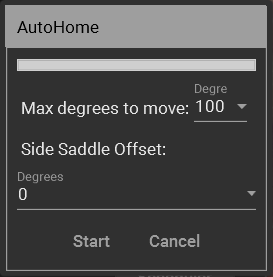 AutoHome
Degre
Max degrees to move: 100
Side Saddle Offset:
Degrees
0
Start Cancel